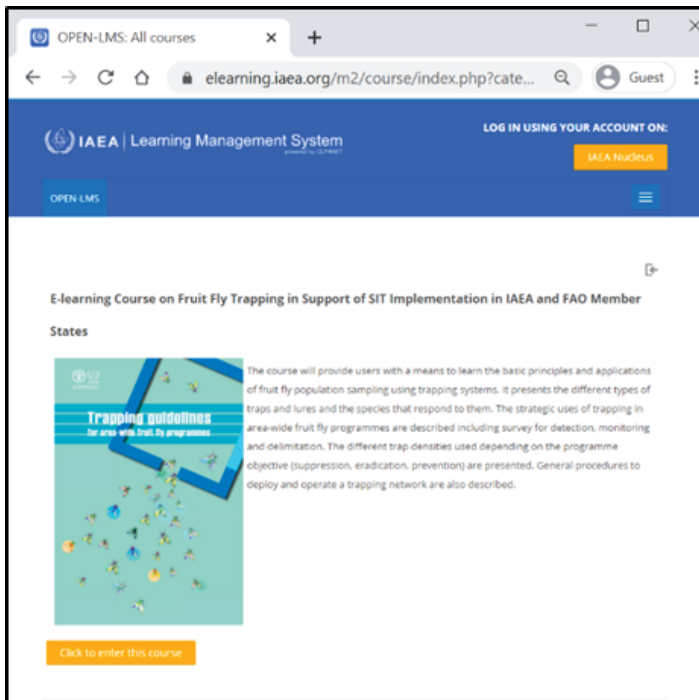 OPEN-LMS: All courses
elearning.iaea.org/m2/course/index.php?cate...
Guest
IAEA | Learning Management System
LOG IN USING YOUR ACCOUNT ON:
IAEA Nucleus
OPEN-LMS
E-learning Course on Fruit Fly Trapping in Support of SIT Implementation in IAEA and FAO Member
States
Trapping guidelines
for area-wide fruit fly programmes
The course will provide users with a means to learn the basic principles and applications
of fruit fly population sampling using trapping systems. It presents the different types of
traps and lures and the species that respond to them. The strategic uses of trapping in
area-wide fruit fly programmes are described including survey for detection, monitoring
and delimitation. The different trap densities used depending on the programme
objective (suppression, eradication, prevention) are presented. General procedures to
deploy and operate a trapping network are also described.
Click to enter this course